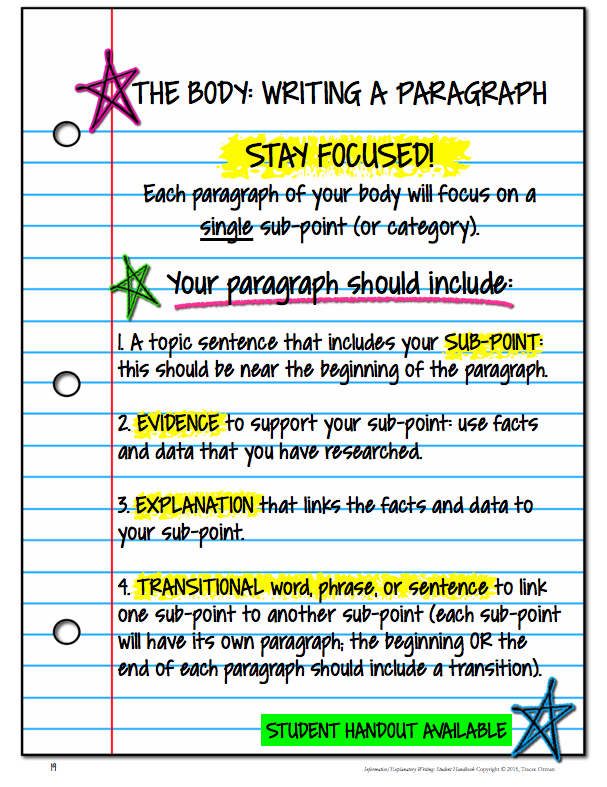 THE BODY: WRITING A PARAGRAPH
STAY FOCUSED!
Each paragraph of your body will focus on a
single sub-point (or category).
Your paragraph should include:
1. A topic sentence that includes your SUB-POINT:
this should be near the beginning of the paragraph.
2. EVIDENCE to support your sub-point: use facts
and data that you have researched.
3. EXPLANATION that links the facts and data to
your sub-point.
4. TRANSITIONAL word, phrase, or sentence to link
one sub-point to another sub-point (each sub-point
will have its own paragraph; the beginning OR the
end of each paragraph should include a transition).
STUDENT HANDOUT AVAILABLE
19
Informative/Explanatory Writing: Student Handbook Copyright © 2015, Tracee Orman